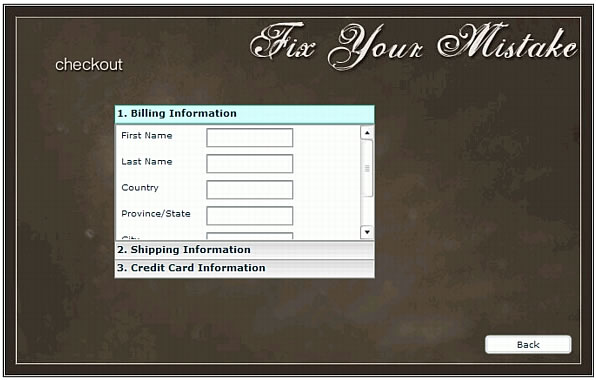 Fix Your Mistake
checkout
1. Billing Information
First Name
Last Name
Country
Province/State
City
2. Shipping Information
3. Credit Card Information
Back